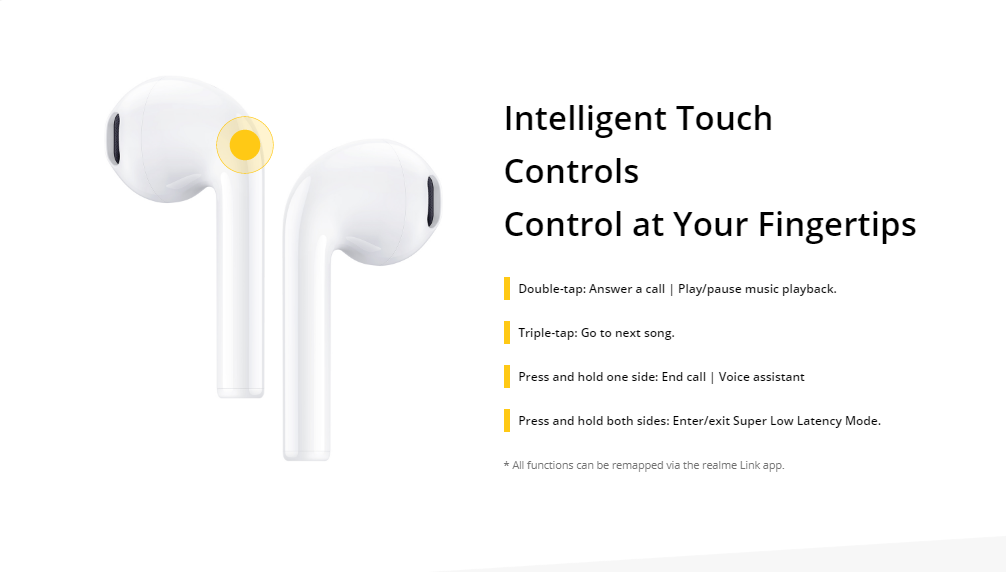 Intelligent Touch
Controls
Control at Your Fingertips
Double-tap: Answer a call | Play/pause music playback.
Triple-tap: Go to next song.
Press and hold one side: End call | Voice assistant
Press and hold both sides: Enter/exit Super Low Latency Mode.
* All functions can be remapped via the realme Link app.